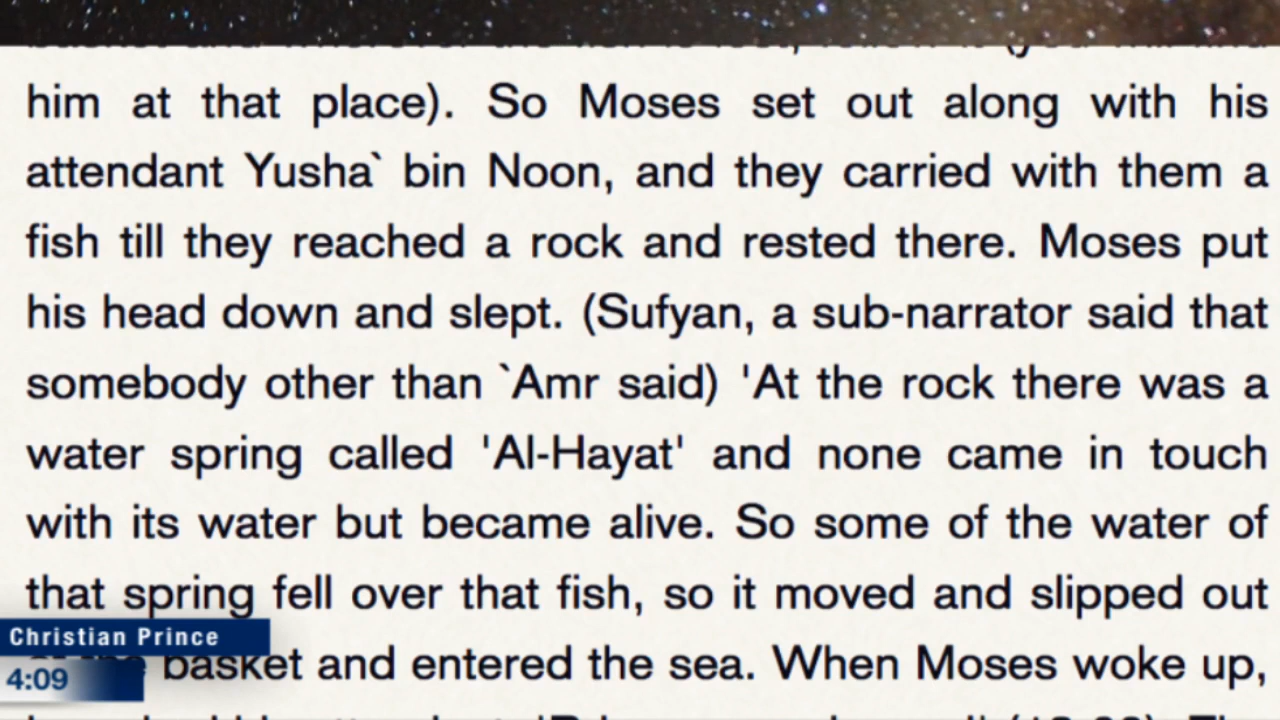 him at that place). So Moses set out along with his
attendant Yusha` bin Noon, and they carried with them a
fish till they reached a rock and rested there. Moses put
his head down and slept. (Sufyan, a sub-narrator said that
somebody other than `Amr said) 'At the rock there was a
water spring called 'Al-Hayat' and none came in touch
with its water but became alive. So some of the water of
that spring fell over that fish, so it moved and slipped out
Christian Prince
basket and entered the sea. When Moses woke up,
4:09